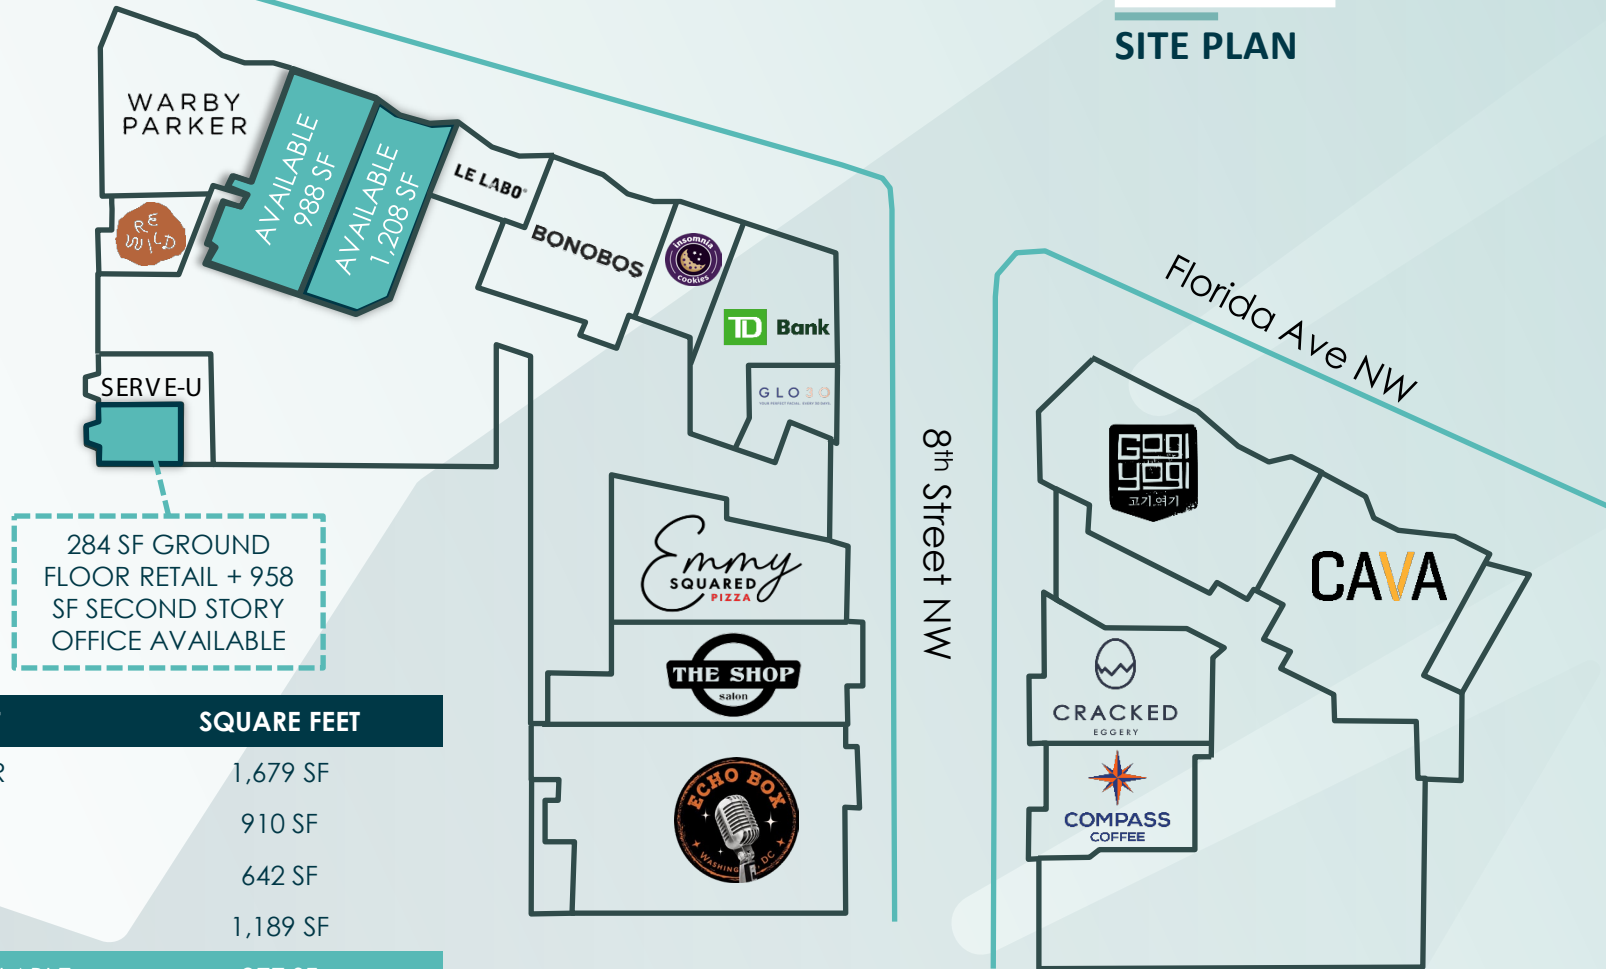 SITE PLAN
WARBY
PARKER
AVAILABLE
988 SF
AVAILABLE
1,208 SF
LE LABO
BONOBOS
insomnia
cookies
RE
WILD
TD Bank
GLO30
SERVE-U
284 SF GROUND
FLOOR RETAIL + 958
SF SECOND STORY
OFFICE AVAILABLE
Emmy
SQUARED
PIZZA
THE SHOP
salon
ECHO BOX
WASHINGTON, DC
8th Street NW
Florida Ave NW
GOGI
YOGI
고기 여기
CAVA
CRACKED
EGGERY
COMPASS
COFFEE
SQUARE FEET
R 1,679 SF
910 SF
642 SF
1,189 SF